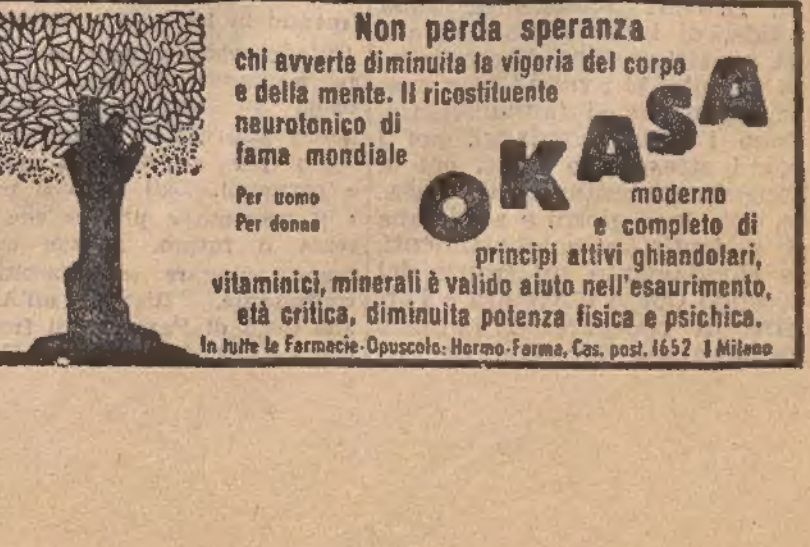 Non perda speranza
chi avverte diminuita la vigoria del corpo
e della mente. Il ricostituente
neurotonico di
fama mondiale
OKASA
Per uomo
Per donna
moderno
e completo di
principi attivi ghiandolari,
vitaminici, minerali è valido aiuto nell'esaurimento,
età critica, diminuita potenza fisica e psichica.
In tutte le Farmacie-Opuscolo: Hormo-Farma, Cas. post. 1652 Milano